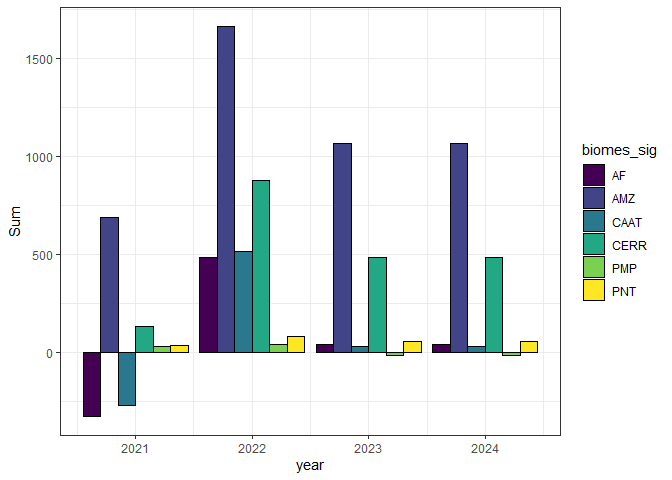 1500
1000
500
0
Sum
2021 2022 2023 2024
year
biomes_sig
AF
AMZ
CAAT
CERR
PMP
PNT